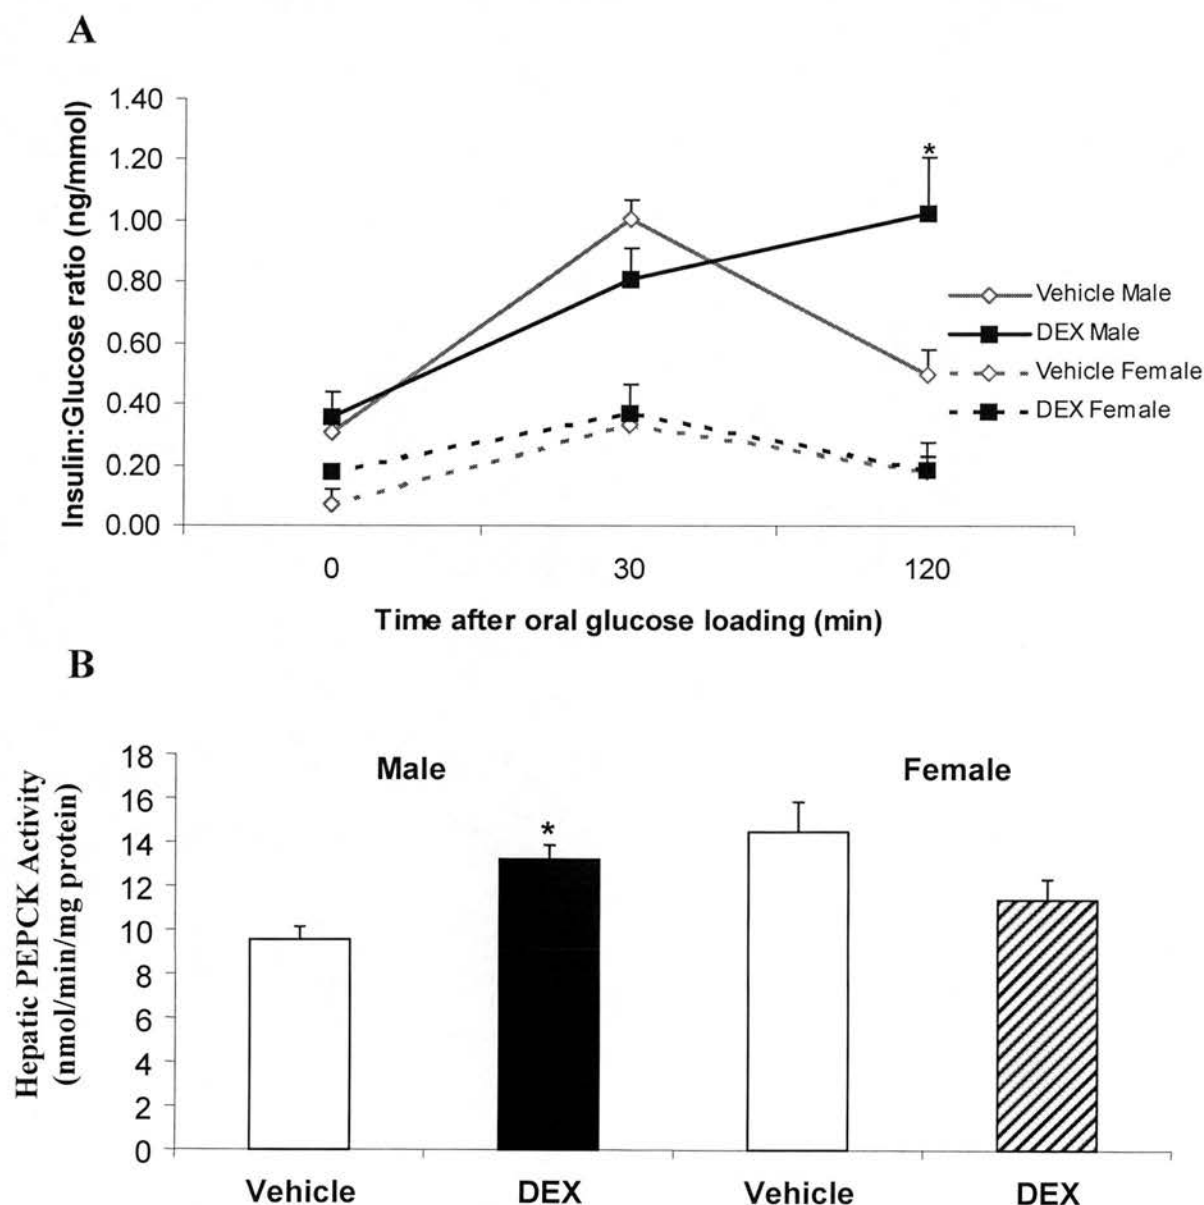 A
Insulin:Glucose ratio (ng/mmol)
1.40
1.20
1.00
0.80
0.60
0.40
0.20
0.00
*
Vehicle Male
DEX Male
Vehicle Female
DEX Female
0 30 120
Time after oral glucose loading (min)
B
Hepatic PEPCK Activity
(nmol/min/mg protein)
18
16
14
12
10
8
6
4
2
0
Male Female
*
Vehicle DEX Vehicle DEX